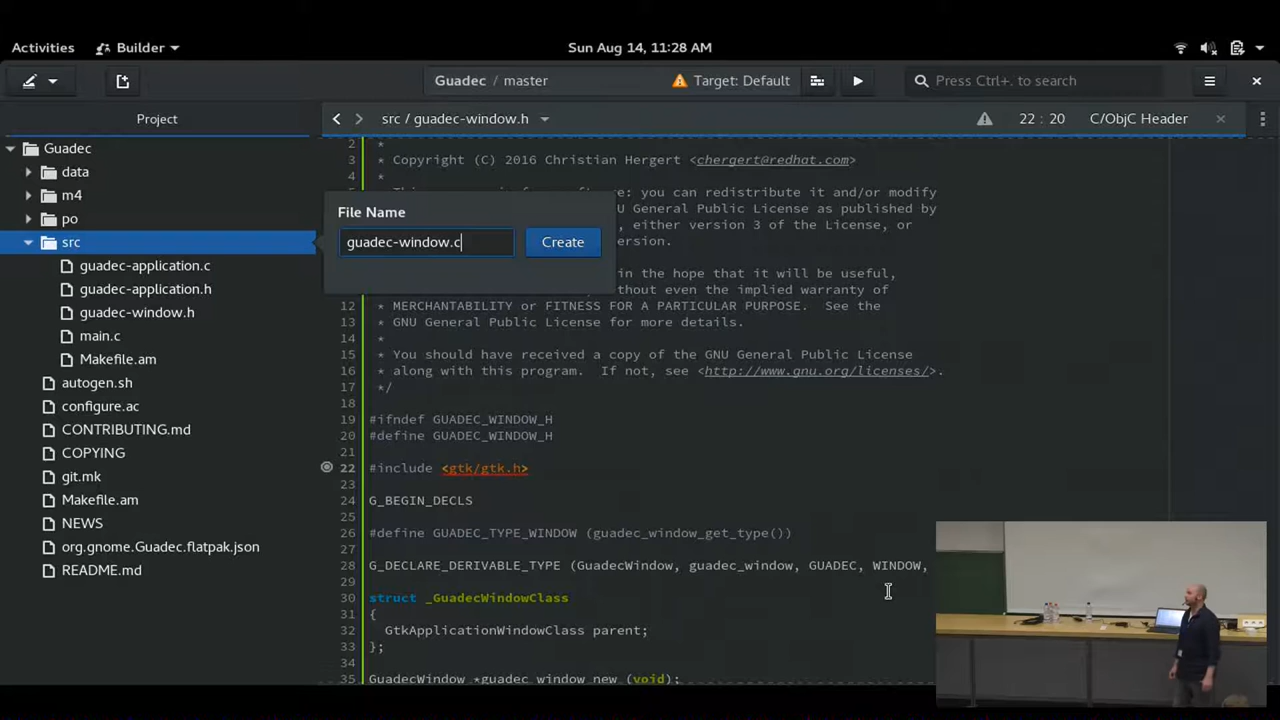 Activities
Builder
Sun Aug 14, 11:28 AM
Guadec / master
Target: Default
Press Ctrl+. to search
Project
src / guadec-window.h
22 : 20
C/ObjC Header
Guadec
data
m4
po
src
guadec-application.c
guadec-application.h
guadec-window.h
main.c
Makefile.am
autogen.sh
configure.ac
CONTRIBUTING.md
COPYING
git.mk
Makefile.am
NEWS
org.gnome.Guadec.flatpak.json
README.md
File Name
guadec-window.c
Create
2 *
3 * Copyright (C) 2016 Christian Hergert <chergert@redhat.com>
4 *
you can redistribute it and/or modify
General Public License as published by
, either version 3 of the License, or
ersion.
in the hope that it will be useful,
thout even the implied warranty of
12 * MERCHANTABILITY or FITNESS FOR A PARTICULAR PURPOSE. See the
13 * GNU General Public License for more details.
14 *
15 * You should have received a copy of the GNU General Public License
16 * along with this program. If not, see <http://www.gnu.org/licenses/>.
17 */
18
19 #ifndef GUADEC_WINDOW_H
20 #define GUADEC_WINDOW_H
21
22 #include <gtk/gtk.h>
23
24 G_BEGIN_DECLS
25
26 #define GUADEC_TYPE_WINDOW (guadec_window_get_type())
27
28 G_DECLARE_DERIVABLE_TYPE (GuadecWindow, guadec_window, GUADEC, WINDOW,
29
30 struct _GuadecWindowClass
31 {
32 GtkApplicationWindowClass parent;
33 };
34
35 GuadecWindow *guadec_window_new (void);